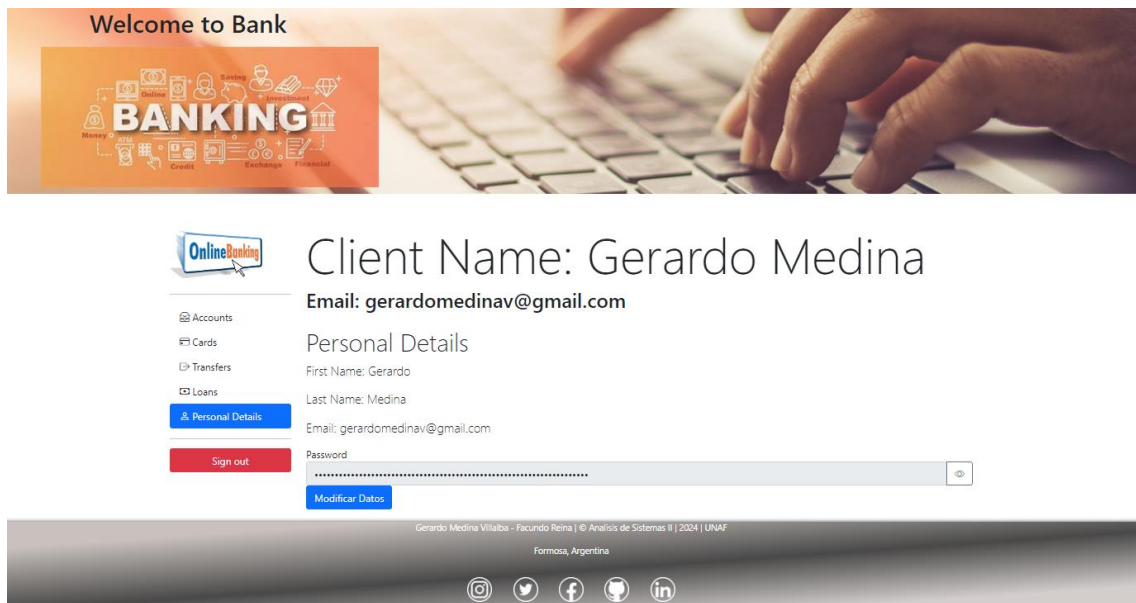 Welcome to Bank
Saving
Online
Investment
BANKING
Money
ATM
Credit
Exchange
Financial
OnlineBanking
Client Name: Gerardo Medina
Email: gerardomedinav@gmail.com
Accounts
Cards
Personal Details
Transfers
First Name: Gerardo
Loans
Last Name: Medina
Personal Details
Email: gerardomedinav@gmail.com
Sign out
Password
Modificar Datos
Gerardo Medina Villalba - Facundo Reina | © Analisis de Sistemas II | 2024 | UNAF
Formosa, Argentina